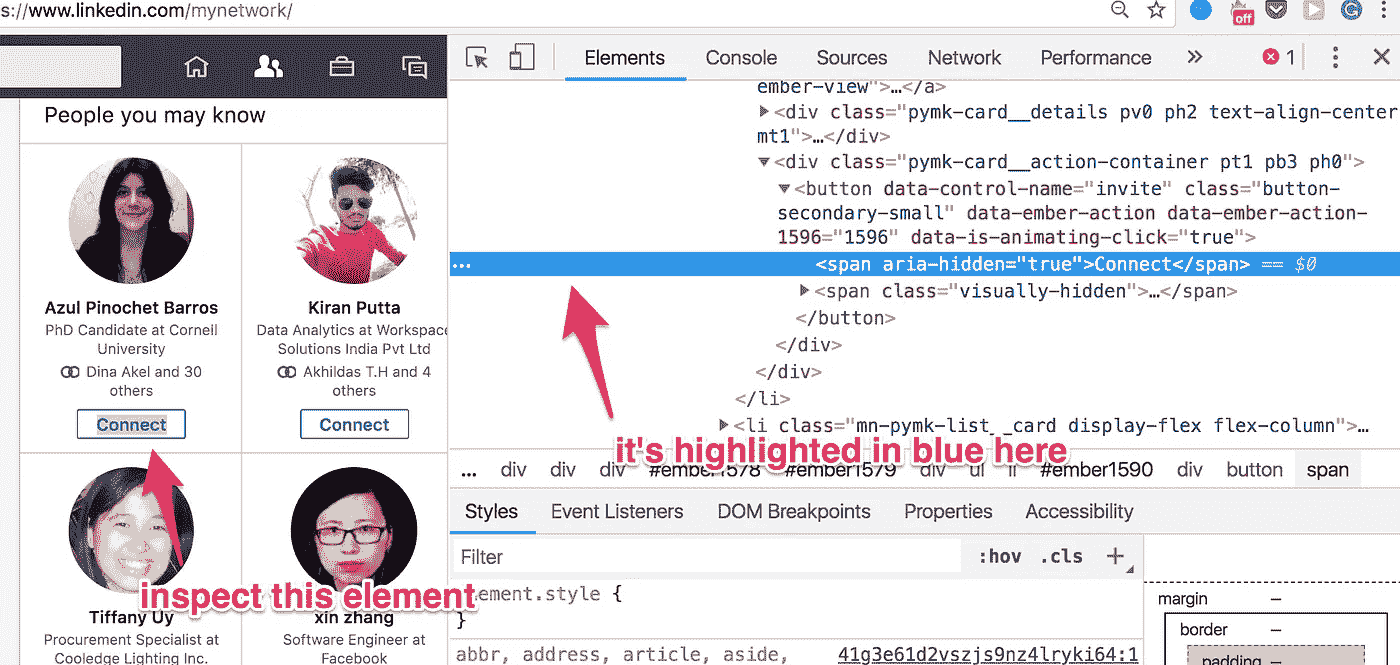 s://www.linkedin.com/mynetwork/
off
People you may know
Azul Pinochet Barros
PhD Candidate at Cornell
University
Dina Akel and 30
others
Connect
Kiran Putta
Data Analytics at Workspace
Solutions India Pvt Ltd
Akhildas T.H and 4
others
Connect
inspect this element
Tiffany Uy
Procurement Specialist at
Cooledge Lighting Inc.
xin zhang
Software Engineer at
Facebook
Elements Console Sources Network Performance » 1
ember-view">…</a>
<div class="pymk-card__details pv0 ph2 text-align-center
mt1">…</div>
<div class="pymk-card__action-container pt1 pb3 ph0">
<button data-control-name="invite" class="button-
secondary-small" data-ember-action data-ember-action-
1596="1596" data-is-animating-click="true">
… <span aria-hidden="true">Connect</span> == $0
<span class="visually-hidden">…</span>
</button>
</div>
</div>
</li>
<li class="mn-pymk-list__card display-flex flex-column">…
it's highlighted in blue here
... div div div #ember1578 #ember1579 div ul li #ember1590 div button span
Styles Event Listeners DOM Breakpoints Properties Accessibility
Filter :hov .cls +
element.style {
}
abbr, address, article, aside, 41g3e61d2vszjs9nz4lryki64:1
margin –
border –
padding –